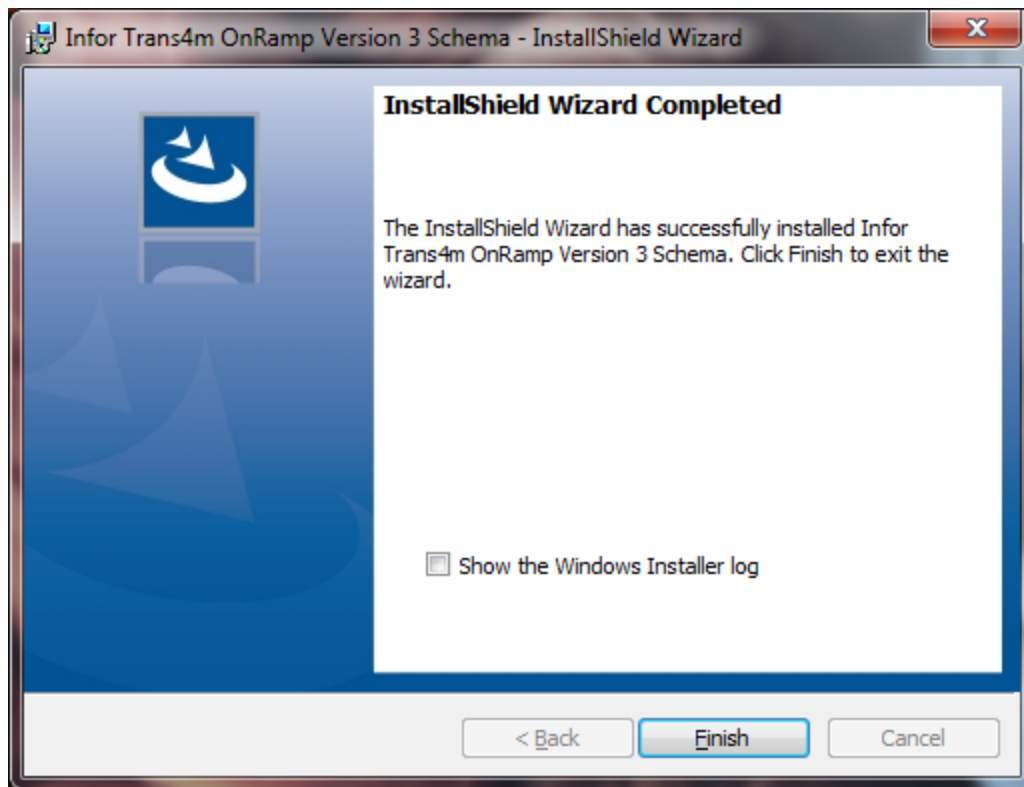 Infor Trans4m OnRamp Version 3 Schema - InstallShield Wizard
InstallShield Wizard Completed
The InstallShield Wizard has successfully installed Infor
Trans4m OnRamp Version 3 Schema. Click Finish to exit the
wizard.
Show the Windows Installer log
< Back
Finish
Cancel